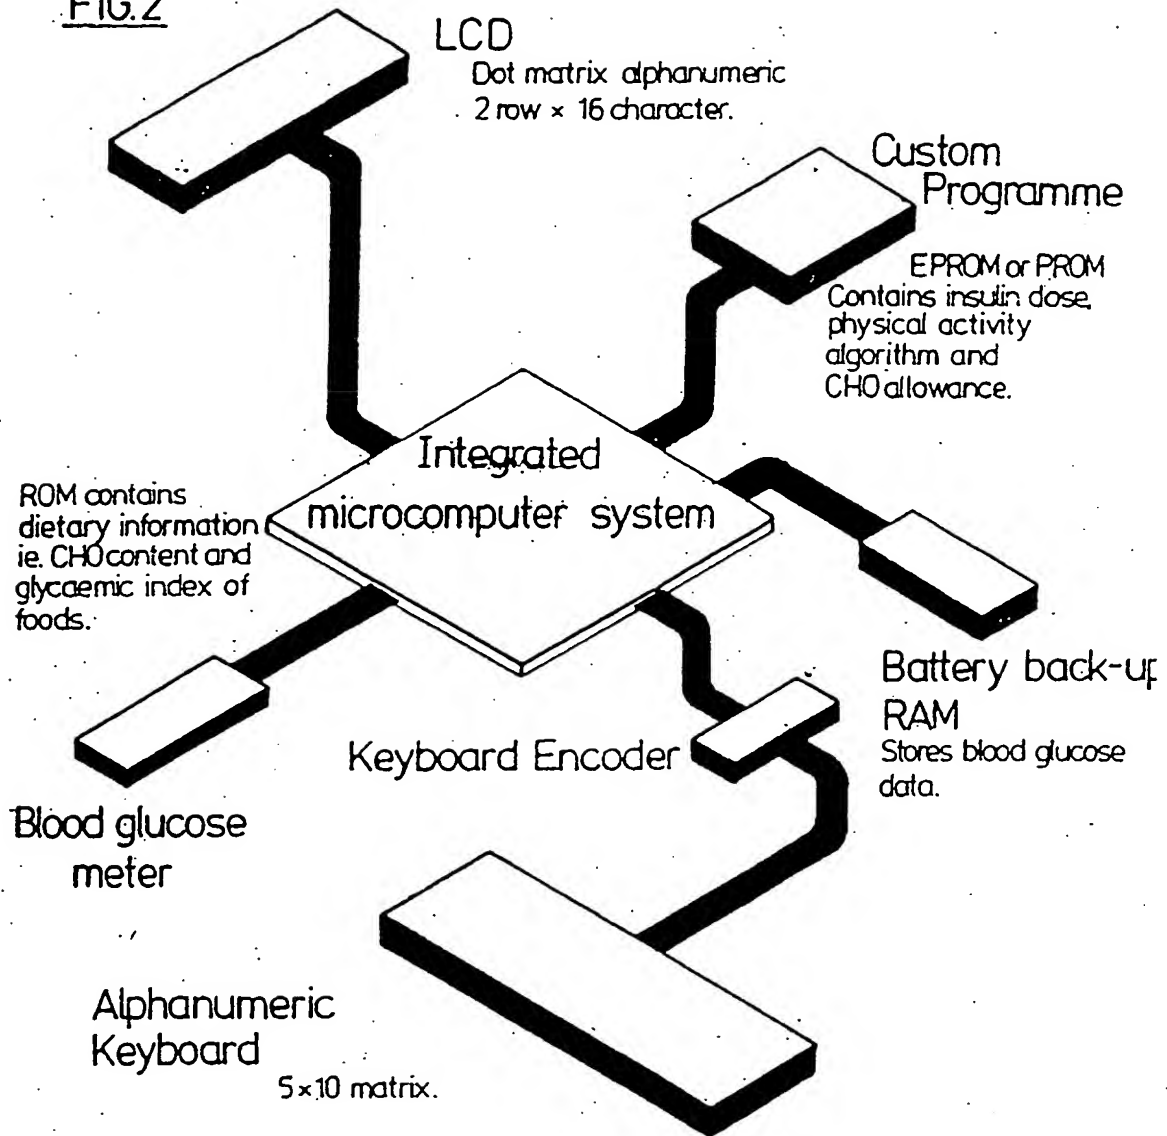 FIG.2
LCD
Dot matrix alphanumeric
2 row × 16 character.
Custom
Programme
EPROM or PROM
Contains insulin dose,
physical activity
algorithm and
CHO allowance.
Integrated
microcomputer system
ROM contains
dietary information
ie. CHO content and
glycaemic index of
foods.
Battery back-up
RAM
Stores blood glucose
data.
Keyboard Encoder
Blood glucose
meter
Alphanumeric
Keyboard
5×10 matrix.